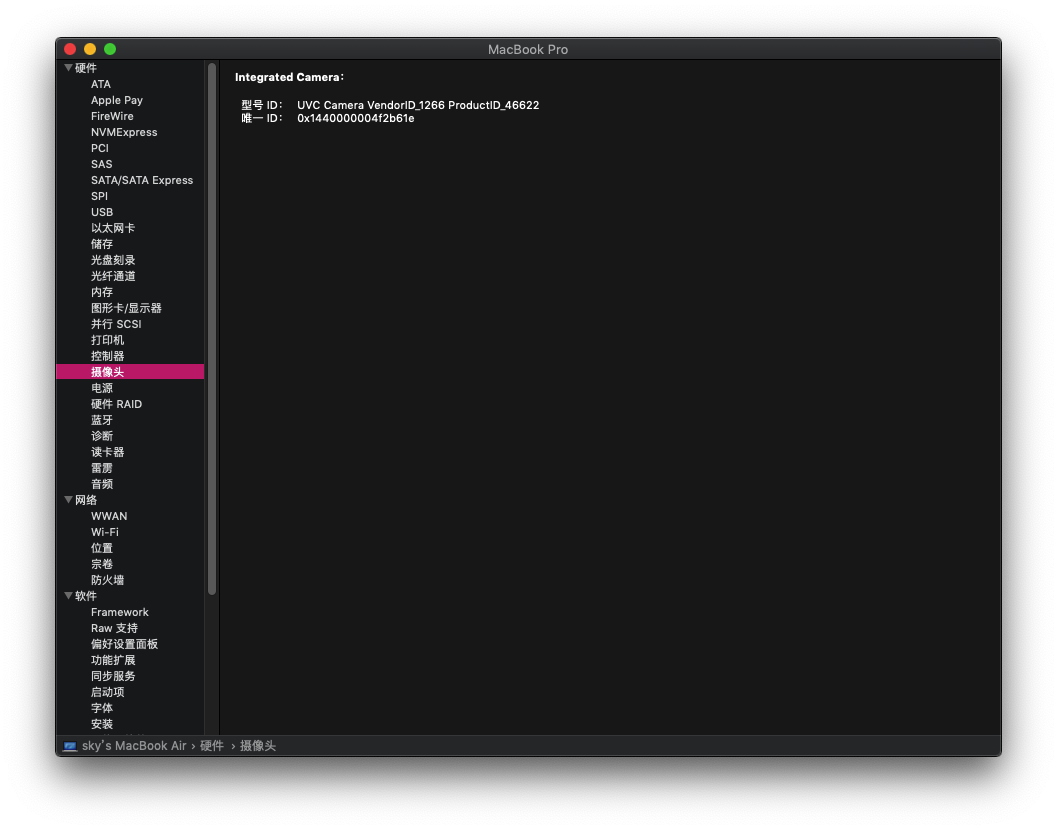 MacBook Pro
硬件
ATA
Apple Pay
FireWire
NVMExpress
PCI
SAS
SATA/SATA Express
SPI
USB
以太网卡
储存
光盘刻录
光纤通道
内存
图形卡/显示器
并行 SCSI
打印机
控制器
摄像头
电源
硬件 RAID
蓝牙
诊断
读卡器
雷雳
音频
网络
WWAN
Wi-Fi
位置
宗卷
防火墙
软件
Framework
Raw 支持
偏好设置面板
功能扩展
同步服务
启动项
字体
安装
Integrated Camera：
型号 ID： UVC Camera VendorID_1266 ProductID_46622
唯一 ID： 0x1440000004f2b61e
sky’s MacBook Air › 硬件 › 摄像头